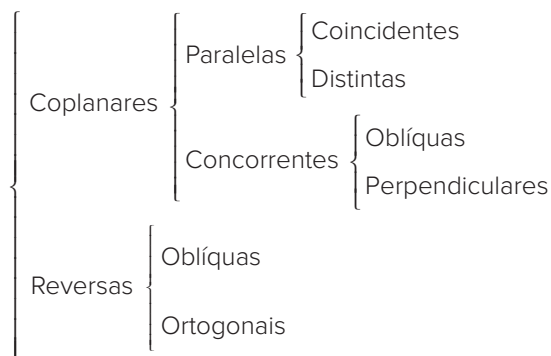 Coplanares
Paralelas
Coincidentes
Distintas
Concorrentes
Oblíquas
Perpendiculares
Reversas
Oblíquas
Ortogonais